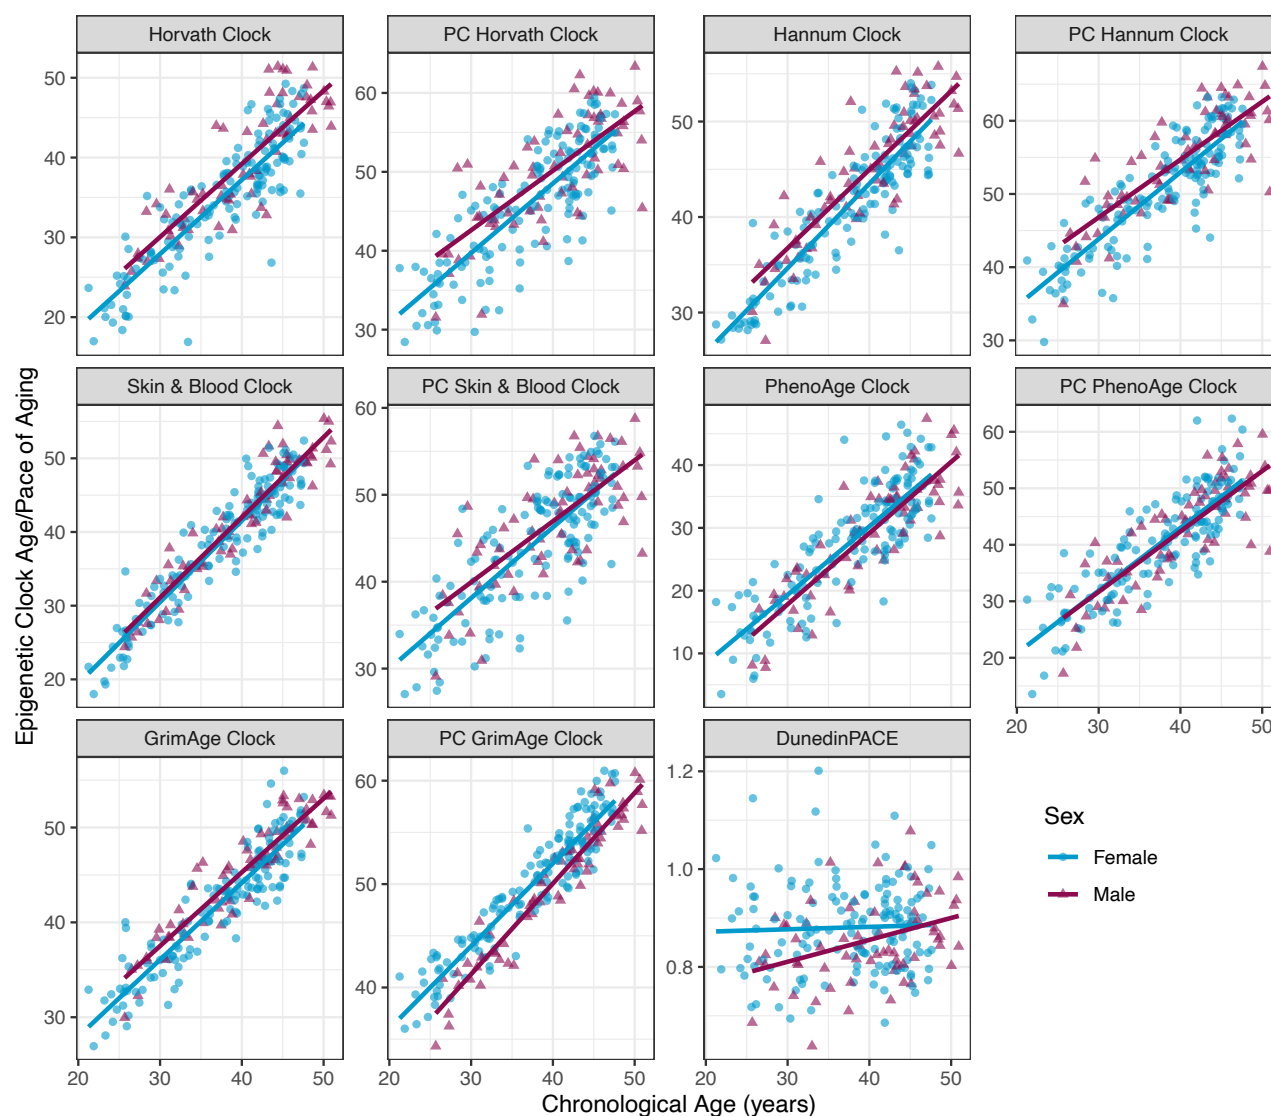 Horvath Clock
PC Horvath Clock
Hannum Clock
PC Hannum Clock
50
40
30
20
60
50
40
30
50
40
30
60
50
40
30
Skin & Blood Clock
PC Skin & Blood Clock
PhenoAge Clock
PC PhenoAge Clock
50
40
30
20
60
50
40
30
40
30
20
10
60
50
40
30
20
20 30 40 50
GrimAge Clock
PC GrimAge Clock
DunedinPACE
50
40
30
60
50
40
1.2
1.0
0.8
20 30 40 50
20 30 40 50
20 30 40 50
Epigenetic Clock Age/Pace of Aging
Chronological Age (years)
Sex
Female
Male